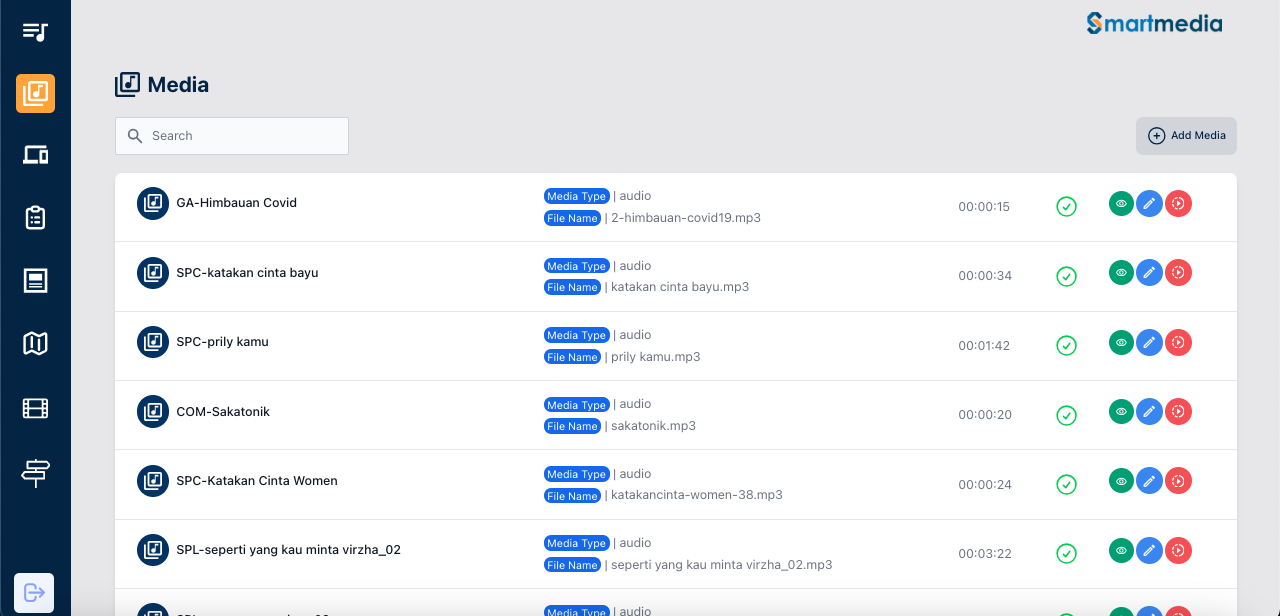 Smartmedia
Media
Search
Add Media
GA-Himbauan Covid
Media Type | audio
File Name | 2-himbauan-covid19.mp3
00:00:15
SPC-katakan cinta bayu
Media Type | audio
File Name | katakan cinta bayu.mp3
00:00:34
SPC-prily kamu
Media Type | audio
File Name | prily kamu.mp3
00:01:42
COM-Sakatonik
Media Type | audio
File Name | sakatonik.mp3
00:00:20
SPC-Katakan Cinta Women
Media Type | audio
File Name | katakancinta-women-38.mp3
00:00:24
SPL-seperti yang kau minta virzha_02
Media Type | audio
File Name | seperti yang kau minta virzha_02.mp3
00:03:22
Media Type | audio